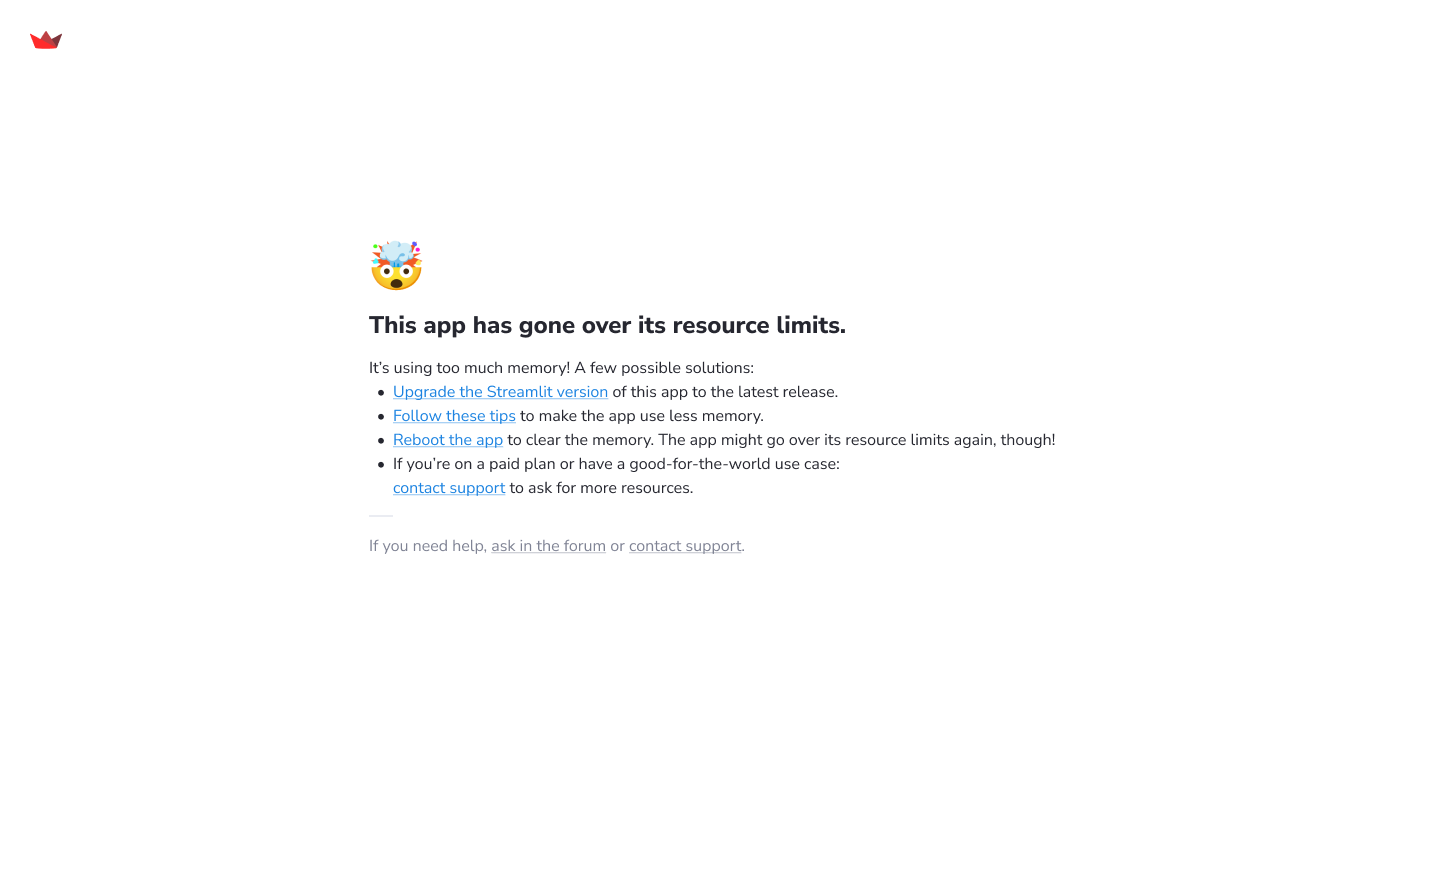 This app has gone over its resource limits.
It’s using too much memory! A few possible solutions:
• Upgrade the Streamlit version of this app to the latest release.
• Follow these tips to make the app use less memory.
• Reboot the app to clear the memory. The app might go over its resource limits again, though!
• If you’re on a paid plan or have a good-for-the-world use case:
contact support to ask for more resources.
If you need help, ask in the forum or contact support.